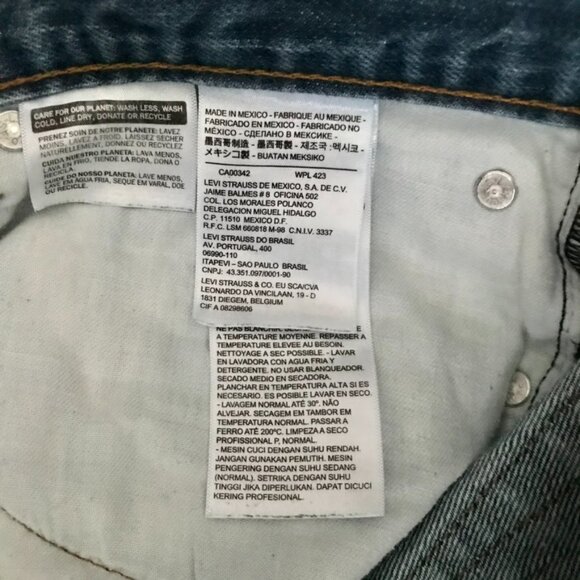 CARE FOR OUR PLANET: WASH LESS, WASH
COLD, LINE DRY, DONATE OR RECYCLE
PRENEZ SOIN DE NOTRE PLANETE: LAVEZ
MOINS, LAVEZ A FROID, LAISSEZ SECHER
A L'AIR LIBRE, DONNEZ OU RECYCLEZ
CUIDA NUESTRO PLANETA: LAVA MENOS,
LAVA EN FRIO, TIENDE LA ROPA, DONA O
RECICLA
CUIDE DO NOSSO PLANETA: LAVE MENOS,
LAVE EM AGUA FRIA, SEQUE EM VARAL, DOE
OU RECICLE
MADE IN MEXICO - FABRIQUE AU MEXIQUE -
FABRICADO EN MEXICO - FABRICADO NO
MEXICO - СДЕЛАНО В МЕКСИКЕ -
墨西哥制造 - 墨西哥製 - 제조국 : 멕시코 -
メキシコ製 - BUATAN MEKSIKO
CA00342 WPL 423
LEVI STRAUSS DE MEXICO, S.A. DE C.V.
JAIME BALMES # 8 OFICINA 502
COL. LOS MORALES POLANCO
DELEGACION MIGUEL HIDALGO
C.P. 11510 MEXICO D.F.
R.F.C. LSM 660818 M-98 C.N.I.V. 3337
LEVI STRAUSS DO BRASIL
AV. PORTUGAL, 400
06990-110
ITAPEVI – SAO PAULO BRASIL
CNPJ: 43.351.097/0001-90
LEVI STRAUSS & CO. EU SCA/CVA
LEONARDO DA VINCILAAN, 19 - D
1831 DIEGEM, BELGIUM
CIF A 08298606
NE PAS BLANCHIR.
A TEMPERATURE MOYENNE. REPASSER A
TEMPERATURE ELEVEE AU BESOIN.
NETTOYAGE A SEC POSSIBLE. - LAVAR
EN LAVADORA CON AGUA FRIA Y
DETERGENTE. NO USAR BLANQUEADOR.
SECADO MEDIO EN SECADORA.
PLANCHAR EN TEMPERATURA ALTA SI ES
NECESARIO. ES POSIBLE LAVAR EN SECO.
- LAVAGEM NORMAL ATÉ 30º. NÃO
ALVEJAR. SECAGEM EM TAMBOR EM
TEMPERATURA NORMAL. PASSAR A
FERRO ATÉ 200ºC. LIMPEZA A SECO
PROFISSIONAL P, NORMAL.
- MESIN CUCI DENGAN SUHU RENDAH.
JANGAN GUNAKAN PEMUTIH. MESIN
PENGERING DENGAN SUHU SEDANG
(NORMAL). SETRIKA DENGAN SUHU
TINGGI JIKA DIPERLUKAN. DAPAT DICUCI
KERING PROFESIONAL.